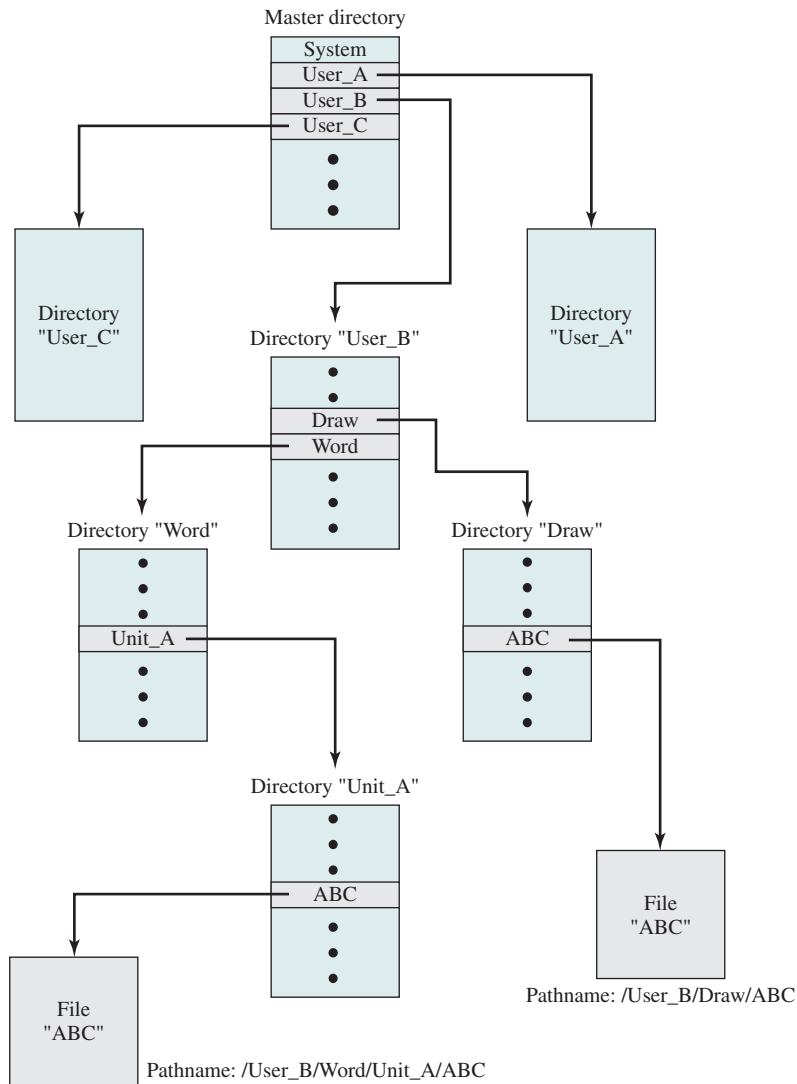 Master directory
System
User_A
User_B
User_C
Directory
"User_C"
Directory
"User_A"
Directory "User_B"
Draw
Word
Directory "Word"
Directory "Draw"
Unit_A
ABC
Directory "Unit_A"
ABC
File
"ABC"
Pathname: /User_B/Draw/ABC
File
"ABC"
Pathname: /User_B/Word/Unit_A/ABC